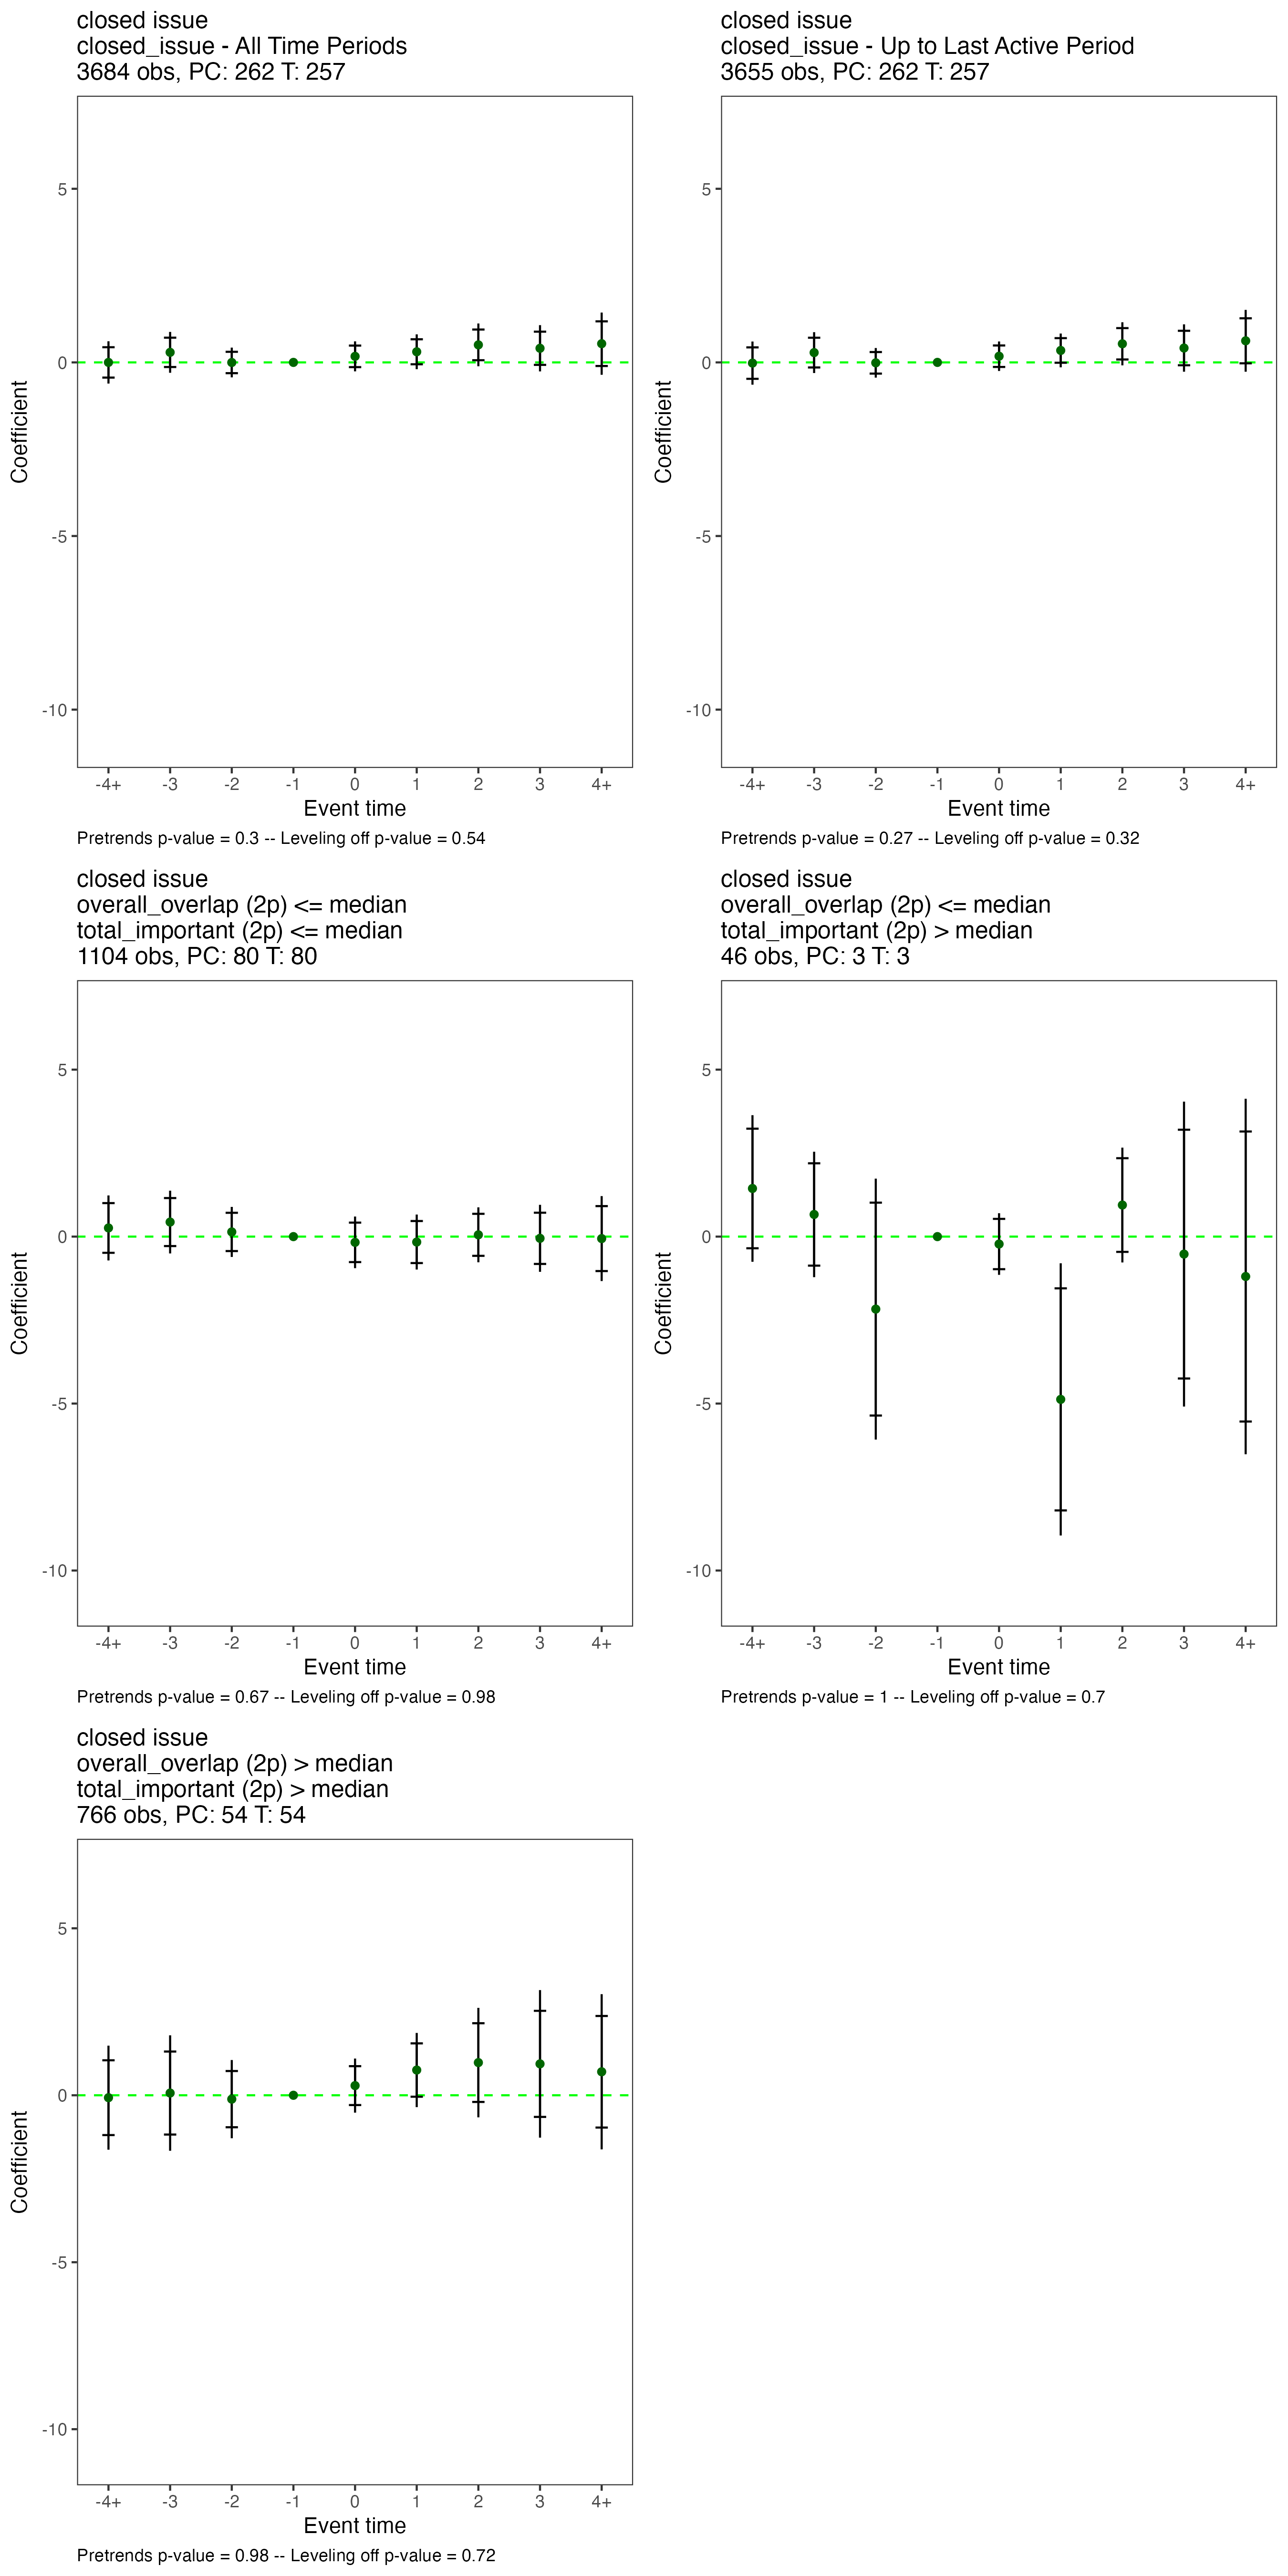 closed issue
closed_issue - All Time Periods
3684 obs, PC: 262 T: 257
5
0
-5
-10
Coefficient
-4+ -3 -2 -1 0 1 2 3 4+
Event time
Pretrends p-value = 0.3 -- Leveling off p-value = 0.54
closed issue
closed_issue - Up to Last Active Period
3655 obs, PC: 262 T: 257
5
0
-5
-10
Coefficient
-4+ -3 -2 -1 0 1 2 3 4+
Event time
Pretrends p-value = 0.27 -- Leveling off p-value = 0.32
closed issue
overall_overlap (2p) <= median
total_important (2p) <= median
1104 obs, PC: 80 T: 80
5
0
-5
-10
Coefficient
-4+ -3 -2 -1 0 1 2 3 4+
Event time
Pretrends p-value = 0.67 -- Leveling off p-value = 0.98
closed issue
overall_overlap (2p) <= median
total_important (2p) > median
46 obs, PC: 3 T: 3
5
0
-5
-10
Coefficient
-4+ -3 -2 -1 0 1 2 3 4+
Event time
Pretrends p-value = 1 -- Leveling off p-value = 0.7
closed issue
overall_overlap (2p) > median
total_important (2p) > median
766 obs, PC: 54 T: 54
5
0
-5
-10
Coefficient
-4+ -3 -2 -1 0 1 2 3 4+
Event time
Pretrends p-value = 0.98 -- Leveling off p-value = 0.72